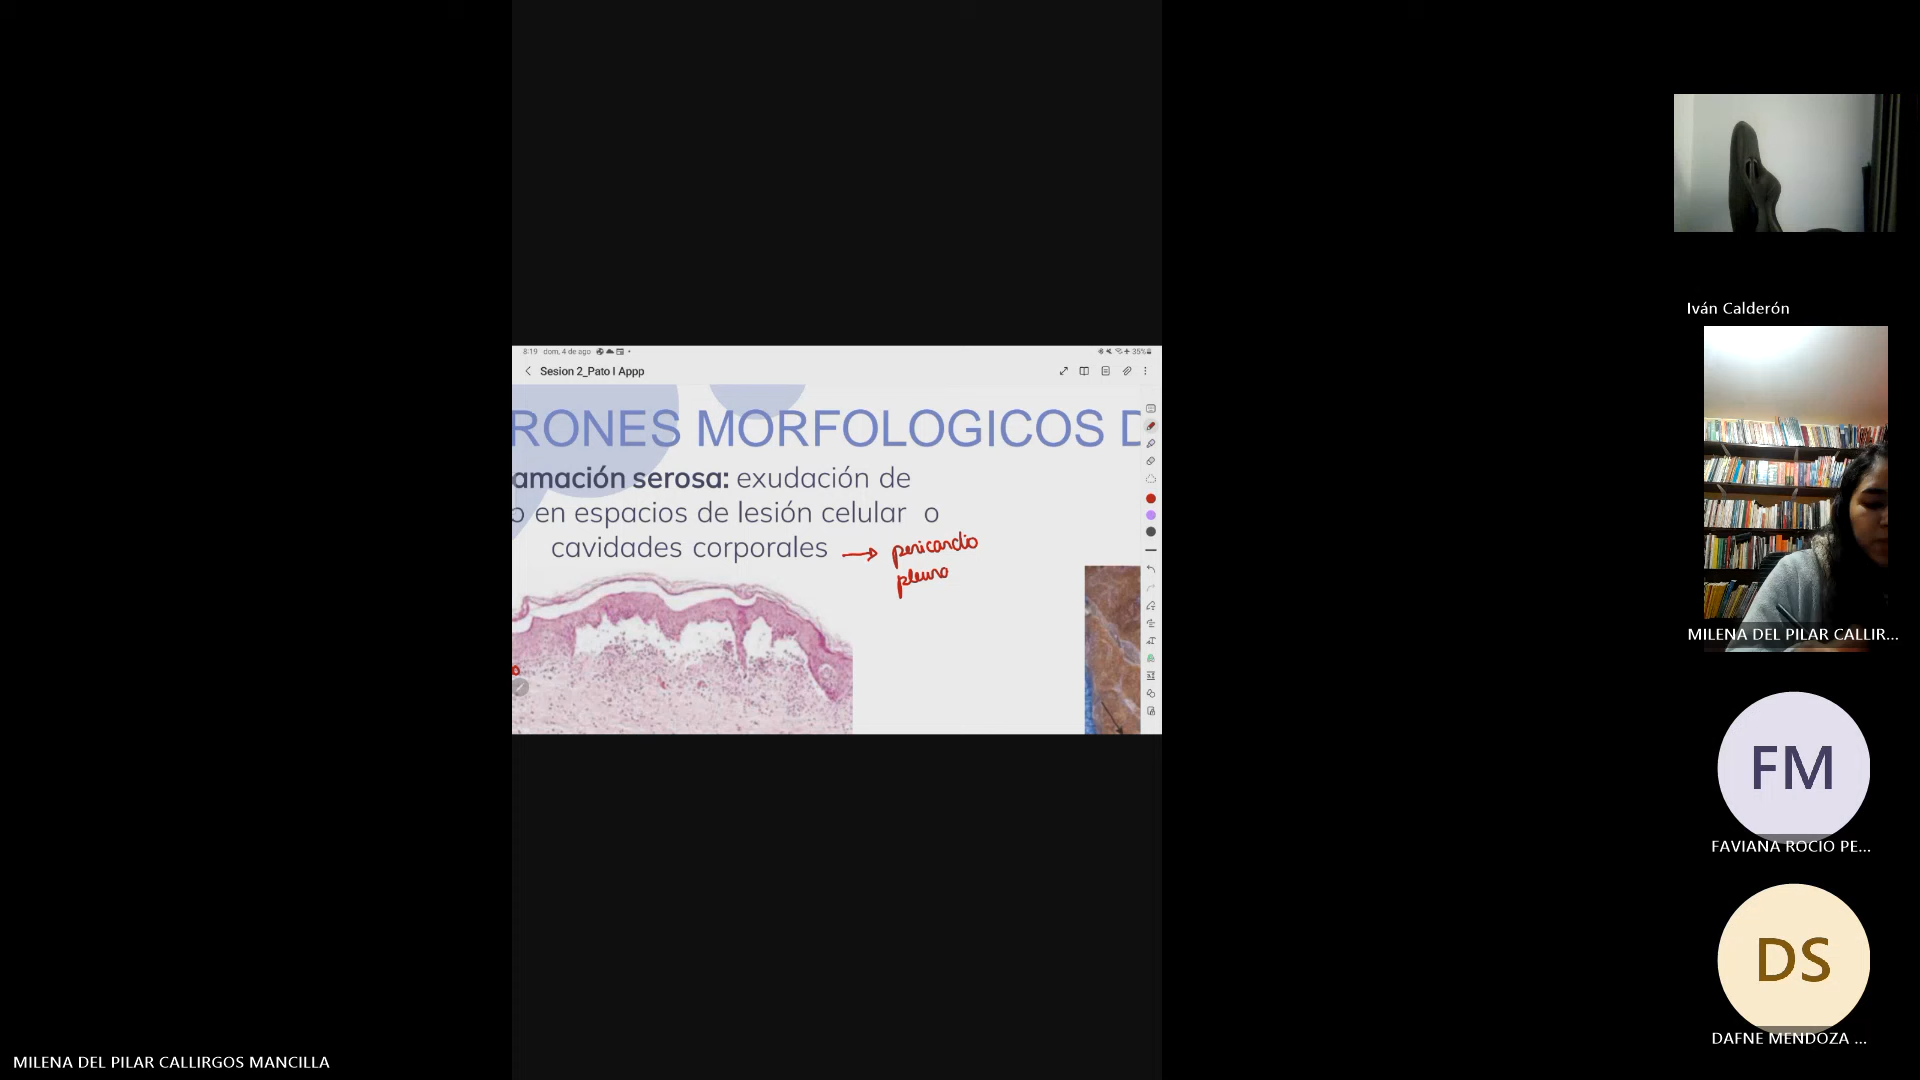 8:19 dom, 4 de ago
35%
Sesion 2_Pato I Appp
RONES MORFOLOGICOS D
amación serosa: exudación de
o en espacios de lesión celular o
cavidades corporales → pericardio
pleura
Iván Calderón
MILENA DEL PILAR CALLIR...
FM
FAVIANA ROCIO PE...
DS
DAFNE MENDOZA ...
MILENA DEL PILAR CALLIRGOS MANCILLA